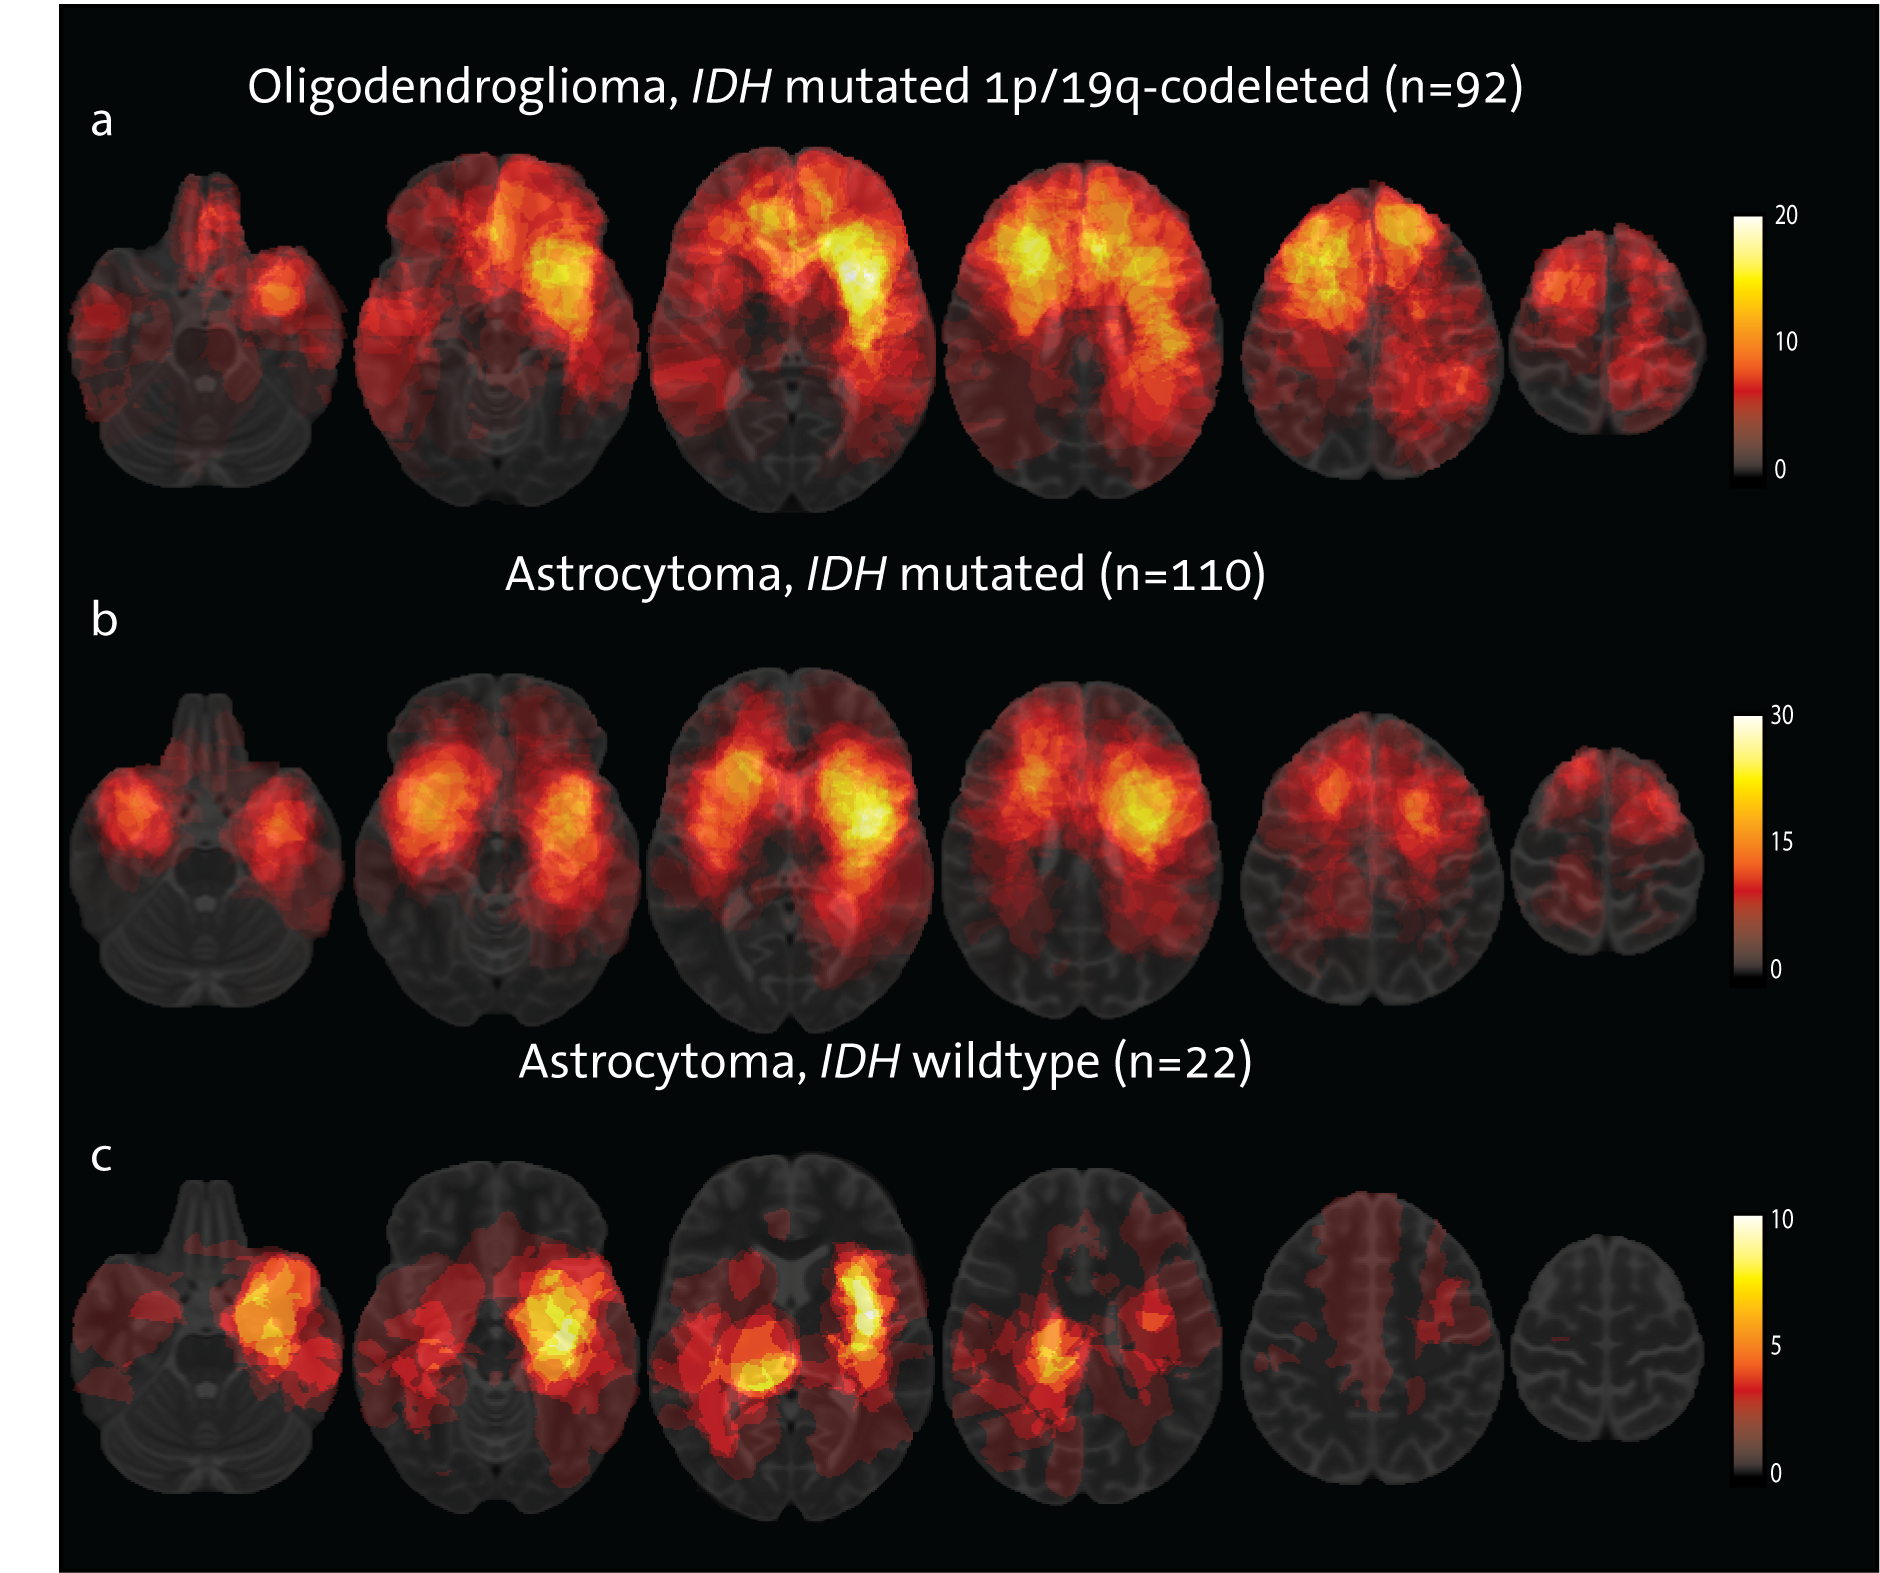 Oligodendroglioma, IDH mutated 1p/19q-codeleted (n=92)
a
20
10
0
Astrocytoma, IDH mutated (n=110)
b
30
15
0
Astrocytoma, IDH wildtype (n=22)
c
10
5
0